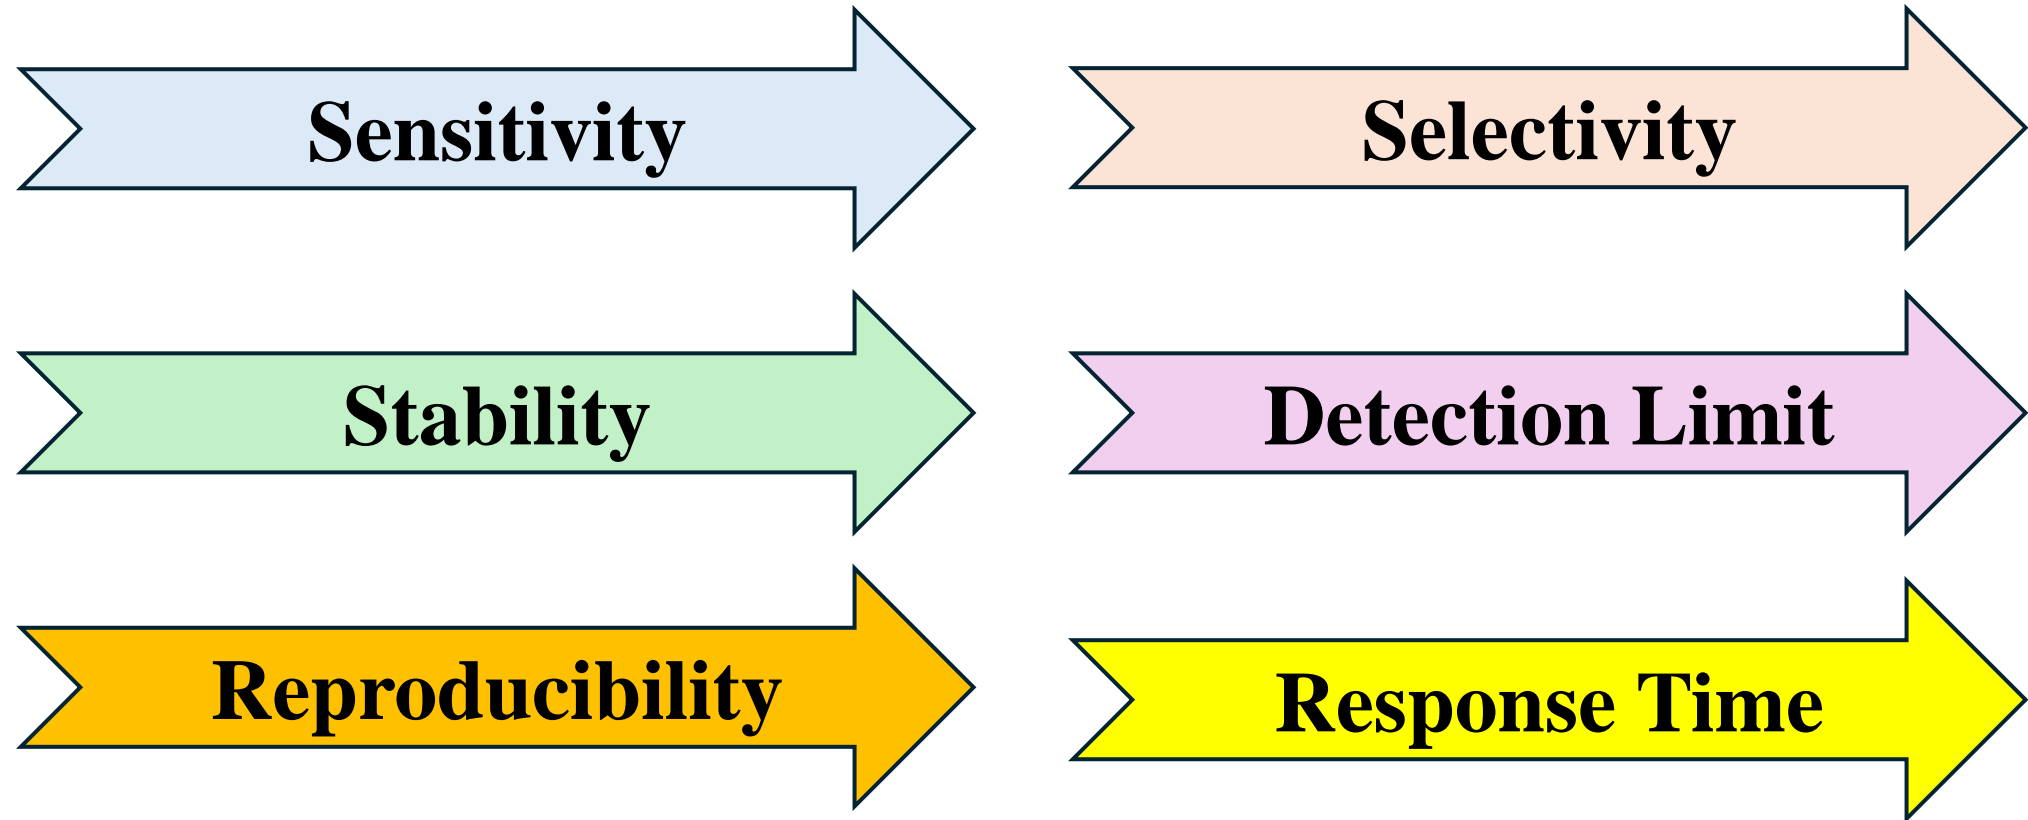 Sensitivity
Selectivity
Stability
Detection Limit
Reproducibility
Response Time